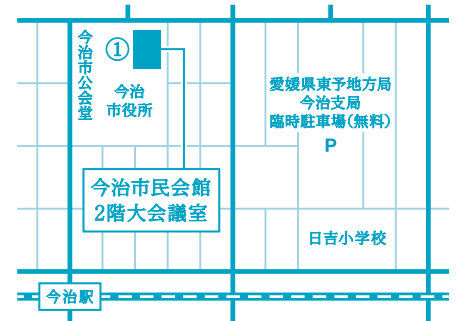 今治市公会堂
①
今治
市役所
愛媛県東予地方局
今治支局
臨時駐車場(無料)
P
今治市民会館
2階大会議室
日吉小学校
今治駅